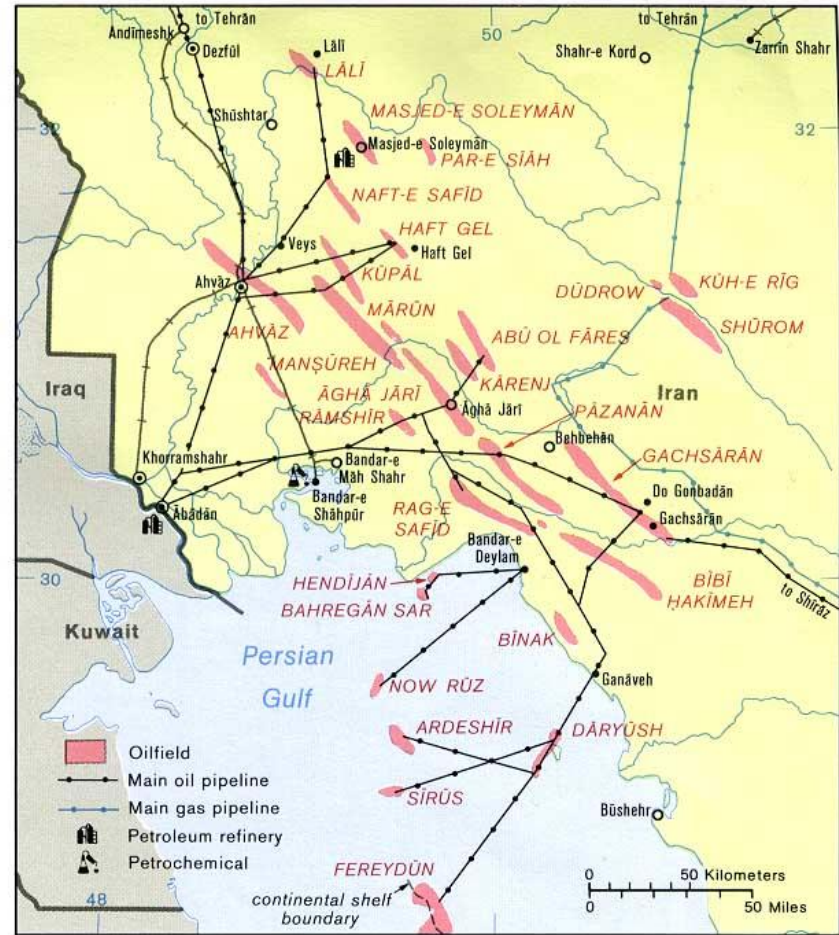 to Tehrān
50
to Tehrān
Andīmeshk
Dezfūl
Lālī
LĀLĪ
Shahr-e Kord
Zarrīn Shahr
Shūshtar
MASJED-E SOLEYMĀN
32
32
Masjed-e Soleymān
PAR-E SĪĀH
NAFT-E SAFĪD
HAFT GEL
Veys
Haft Gel
KŪPĀL
Ahvāz
DŪDROW
KŪH-E RĪG
MĀRŪN
SHŪROM
AHVĀZ
ABŪ OL FĀRES
MANṢŪREH
KĀRENJ
Iraq
ĀGHĀ JĀRĪ
Iran
RĀMSHĪR
Āghā Jārī
PĀZANĀN
Behbehān
Khorramshahr
Bandar-e
Māh Shahr
GACHSĀRĀN
Bandar-e
Shāhpūr
Do Gonbadān
Ābādān
RAG-E
SAFĪD
Gachsārān
Bandar-e
Deylam
30
30
HENDĪJĀN
BĪBĪ
ḤAKĪMEH
to Shīrāz
BAHREGĀN SAR
Kuwait
BĪNAK
Persian
Gulf
NOW RŪZ
Ganāveh
ARDESHĪR
DĀRYŪSH
Oilfield
Main oil pipeline
SĪRŪS
Main gas pipeline
Būshehr
Petroleum refinery
Petrochemical
FEREYDŪN
0 50 Kilometers
continental shelf
boundary
0 50 Miles
48